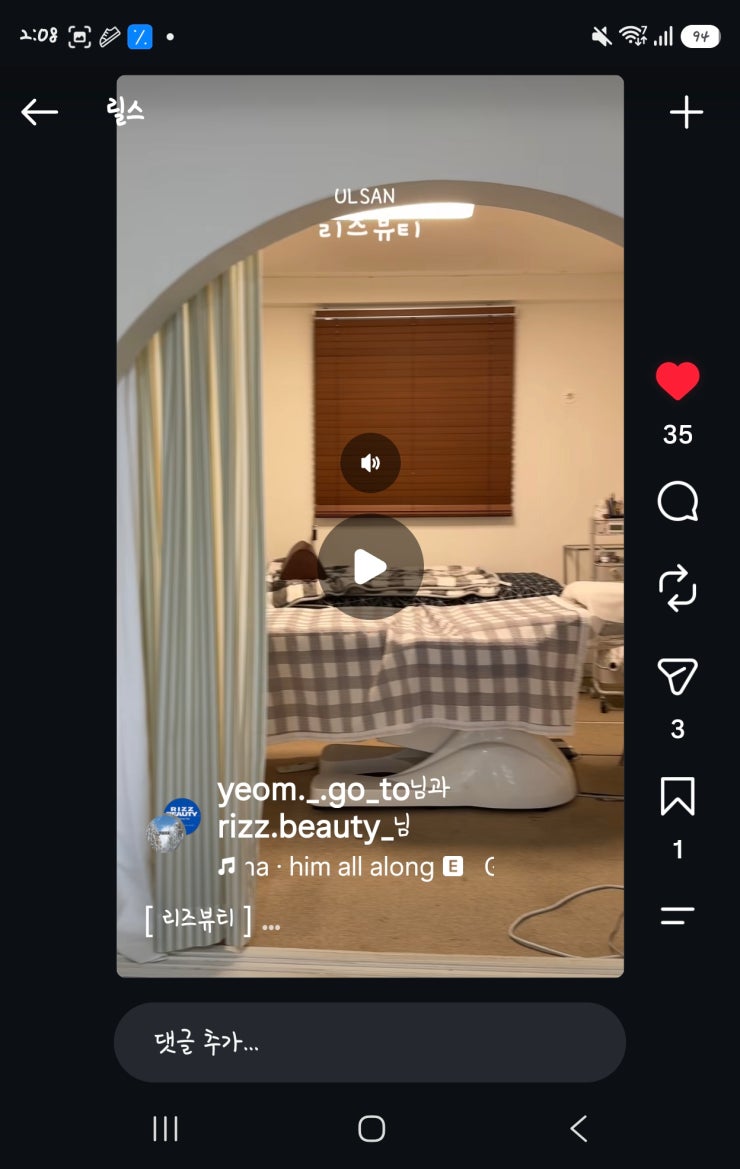 2:08
94
릴스
ULSAN
리즈 뷰티
35
3
1
yeom._.go_to님과
RIZZ
BEAUTY
rizz.beauty_님
na · him all along E
[ 리즈뷰티 ] ...
댓글 추가...